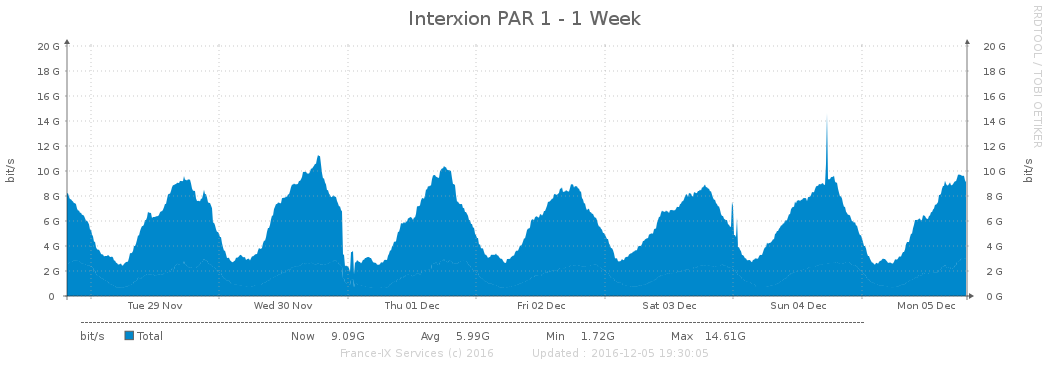 Interxion PAR 1 - 1 Week
RRDTOOL / TOBI OETIKER
20 G 20 G
18 G 18 G
16 G 16 G
14 G 14 G
12 G 12 G
10 G 10 G
8 G 8 G
6 G 6 G
4 G 4 G
2 G 2 G
0 0 G
bit/s bit/s
Tue 29 Nov Wed 30 Nov Thu 01 Dec Fri 02 Dec Sat 03 Dec Sun 04 Dec Mon 05 Dec
bit/s Total Now 9.09G Avg 5.99G Min 1.72G Max 14.61G
France-IX Services (c) 2016 Updated : 2016-12-05 19:30:05